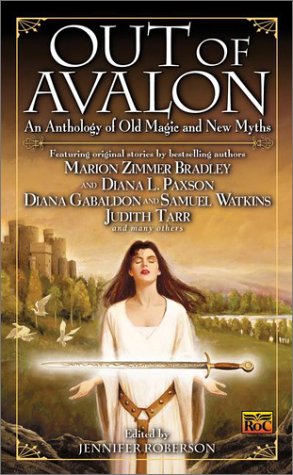 OUT OF
AVALON
An Anthology of Old Magic and New Myths
Featuring original stories by bestselling authors
MARION ZIMMER BRADLEY
AND DIANA L. PAXSON
DIANA GABALDON AND SAMUEL WATKINS
JUDITH TARR
and many others
ROC
Edited by
JENNIFER ROBERSON